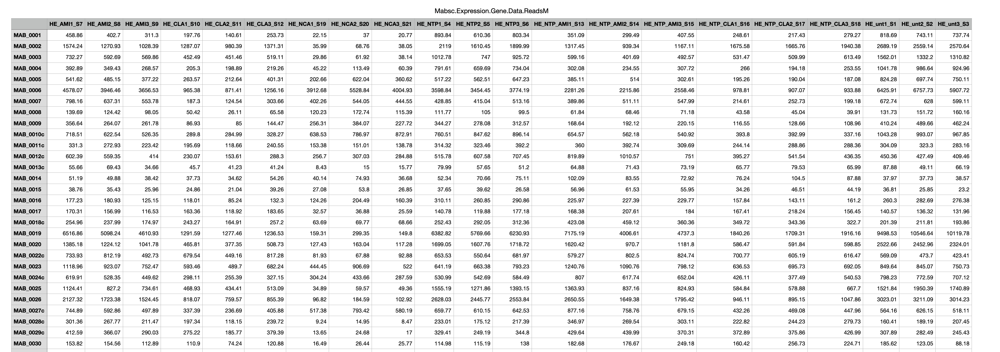 Mabsc.Expression.Gene.Data.ReadsM
HE_AMI1_S7 HE_AMI2_S8 HE_AMI3_S9 HE_CLA1_S10 HE_CLA2_S11 HE_CLA3_S12 HE_NCA1_S19 HE_NCA2_S20 HE_NCA3_S21 HE_NTP1_S4 HE_NTP2_S5 HE_NTP3_S6 HE_NTP_AMI1_S13 HE_NTP_AMI2_S14 HE_NTP_AMI3_S15 HE_NTP_CLA1_S16 HE_NTP_CLA2_S17 HE_NTP_CLA3_S18 HE_unt1_S1 HE_unt2_S2 HE_unt3_S3
MAB_0001 458.86 402.7 311.3 197.76 140.61 253.73 22.15 37 20.77 893.84 610.36 803.34 351.09 299.49 407.55 248.61 217.43 279.27 818.69 743.11 737.74
MAB_0002 1574.24 1270.93 1028.39 1287.07 980.39 1371.31 35.99 68.76 38.05 2119 1610.45 1899.99 1317.45 939.34 1167.11 1675.58 1665.76 1940.38 2689.19 2559.14 2570.64
MAB_0003 732.27 592.69 569.86 452.49 451.46 519.11 29.86 61.92 38.14 1012.78 747 925.72 599.16 401.69 492.57 531.47 509.99 613.49 1562.01 1332.2 1310.82
MAB_0004 392.89 349.43 268.57 205.3 198.89 219.26 45.22 113.49 60.39 791.61 659.69 734.04 302.08 234.55 307.72 266 194.18 253.55 1041.78 986.64 924.96
MAB_0005 541.62 485.15 377.22 263.57 212.64 401.31 202.66 622.04 360.62 517.22 562.51 647.23 385.11 514 302.61 195.26 190.04 187.08 824.28 697.74 750.11
MAB_0006 4578.07 3946.46 3656.53 965.38 871.41 1256.16 3912.68 5528.84 4004.93 3598.84 3454.45 3774.19 2281.26 2215.86 2558.46 978.81 907.07 933.88 6425.91 6757.73 5907.72
MAB_0007 798.16 637.31 553.78 187.3 124.54 303.66 402.26 544.05 444.55 428.85 415.04 513.16 389.86 511.11 547.99 214.61 252.73 199.18 672.74 628 599.11
MAB_0008 139.69 124.42 98.05 50.42 26.11 65.58 120.23 172.74 115.39 111.77 105 99.5 61.84 68.46 71.18 43.58 45.04 39.91 131.73 151.72 160.16
MAB_0009 356.64 264.07 261.78 86.93 85 144.47 256.31 384.07 227.72 344.27 278.08 312.57 168.64 192.12 220.15 116.55 128.66 108.96 410.24 489.66 462.24
MAB_0010c 718.51 622.54 526.35 289.8 284.99 328.27 638.53 786.97 872.91 760.51 847.62 896.14 654.57 562.18 540.92 393.8 392.99 337.16 1043.28 993.07 967.85
MAB_0011c 331.3 272.93 223.42 195.69 118.66 240.55 153.38 151.01 138.78 314.32 323.46 392.2 360 392.74 309.69 244.14 288.86 288.36 304.09 323.3 283.16
MAB_0012c 602.39 559.35 414 230.07 153.61 288.3 256.7 307.03 284.88 515.78 607.58 707.45 819.89 1010.57 751 395.27 541.54 436.35 450.36 427.49 409.46
MAB_0013c 55.66 69.43 34.66 45.7 41.23 41.24 8.43 15 15.77 79.99 57.65 51.2 64.88 71.43 73.19 65.77 79.53 65.99 87.88 49.11 66.19
MAB_0014 51.19 49.88 38.42 37.73 34.62 54.26 40.14 74.93 36.68 52.34 70.66 75.11 102.09 83.55 72.92 76.24 104.5 87.88 37.97 37.73 38.57
MAB_0015 38.76 35.43 25.96 24.86 21.04 39.26 27.08 53.8 26.85 37.65 39.62 26.58 56.96 61.53 55.95 34.26 46.51 44.19 36.81 25.85 23.2
MAB_0016 177.23 180.93 125.15 118.01 85.24 132.3 124.26 204.49 160.39 310.11 260.85 290.86 225.97 227.39 229.77 157.84 143.11 161.2 260.3 282.69 276.38
MAB_0017 170.31 156.99 116.53 163.36 118.92 183.65 32.57 36.88 25.59 140.78 119.88 177.18 168.38 207.61 184 167.41 218.24 156.45 140.57 136.32 131.96
MAB_0018c 254.96 237.99 174.97 243.27 164.91 257.2 63.69 69.77 68.66 252.43 292.05 312.36 423.08 459.12 360.36 349.72 343.36 322.7 201.39 211.81 193.86
MAB_0019 6516.86 5098.24 4610.93 1291.59 1277.46 1236.53 159.31 299.35 149.8 6382.82 5769.66 6230.93 7175.19 4006.61 4737.3 1840.26 1709.31 1916.16 9498.53 10546.64 10119.78
MAB_0020 1385.18 1224.12 1041.78 465.81 377.35 508.73 127.43 163.04 117.28 1699.05 1607.76 1718.72 1620.42 970.7 1181.8 586.47 591.84 598.85 2522.66 2452.96 2324.01
MAB_0022c 733.93 812.19 492.73 679.54 449.16 817.28 81.93 67.88 92.88 653.53 550.64 681.97 579.27 802.5 824.74 700.77 605.19 616.47 569.09 473.7 423.41
MAB_0023 1118.96 923.07 752.47 593.46 489.7 682.24 444.45 906.69 522 641.19 663.38 793.23 1240.76 1090.76 798.12 636.53 695.73 692.05 849.64 845.07 750.73
MAB_0024c 619.91 528.35 449.62 298.11 255.39 327.15 304.24 433.66 287.59 530.99 542.69 584.49 807 617.74 652.04 426.11 377.49 540.53 798.23 772.59 707.12
MAB_0025 1124.41 827.2 734.61 468.93 434.41 513.09 34.89 59.57 49.36 1555.19 1271.86 1393.15 1363.93 837.16 824.93 584.84 578.88 667.7 1521.84 1950.39 1740.89
MAB_0026 2127.32 1723.38 1524.45 818.07 759.57 855.39 96.82 184.59 102.92 2628.03 2445.77 2553.84 2650.55 1649.38 1795.42 946.11 895.15 1047.86 3023.01 3211.09 3014.23
MAB_0027c 744.89 592.86 497.89 337.39 236.69 405.88 517.38 793.42 580.19 659.77 610.15 642.53 877.16 758.76 679.15 432.26 469.08 447.96 564.16 626.15 518.11
MAB_0028c 301.36 267.77 211.47 197.34 118.15 239.72 9.24 14.95 8.47 233.01 175.12 217.39 346.97 269.54 303.11 222.82 244.23 279.73 160.41 189.19 207.45
MAB_0029c 412.59 366.07 290.03 275.22 185.77 379.39 13.65 24.68 17 329.41 249.19 344.8 429.64 439.99 370.31 372.89 375.86 426.99 307.89 282.49 245.43
MAB_0030 153.82 154.56 112.89 110.9 74.24 120.88 16.49 26.44 25.77 114.98 115.19 138 182.68 176.67 249.18 160.42 256.73 224.71 185.62 123.05 88.18